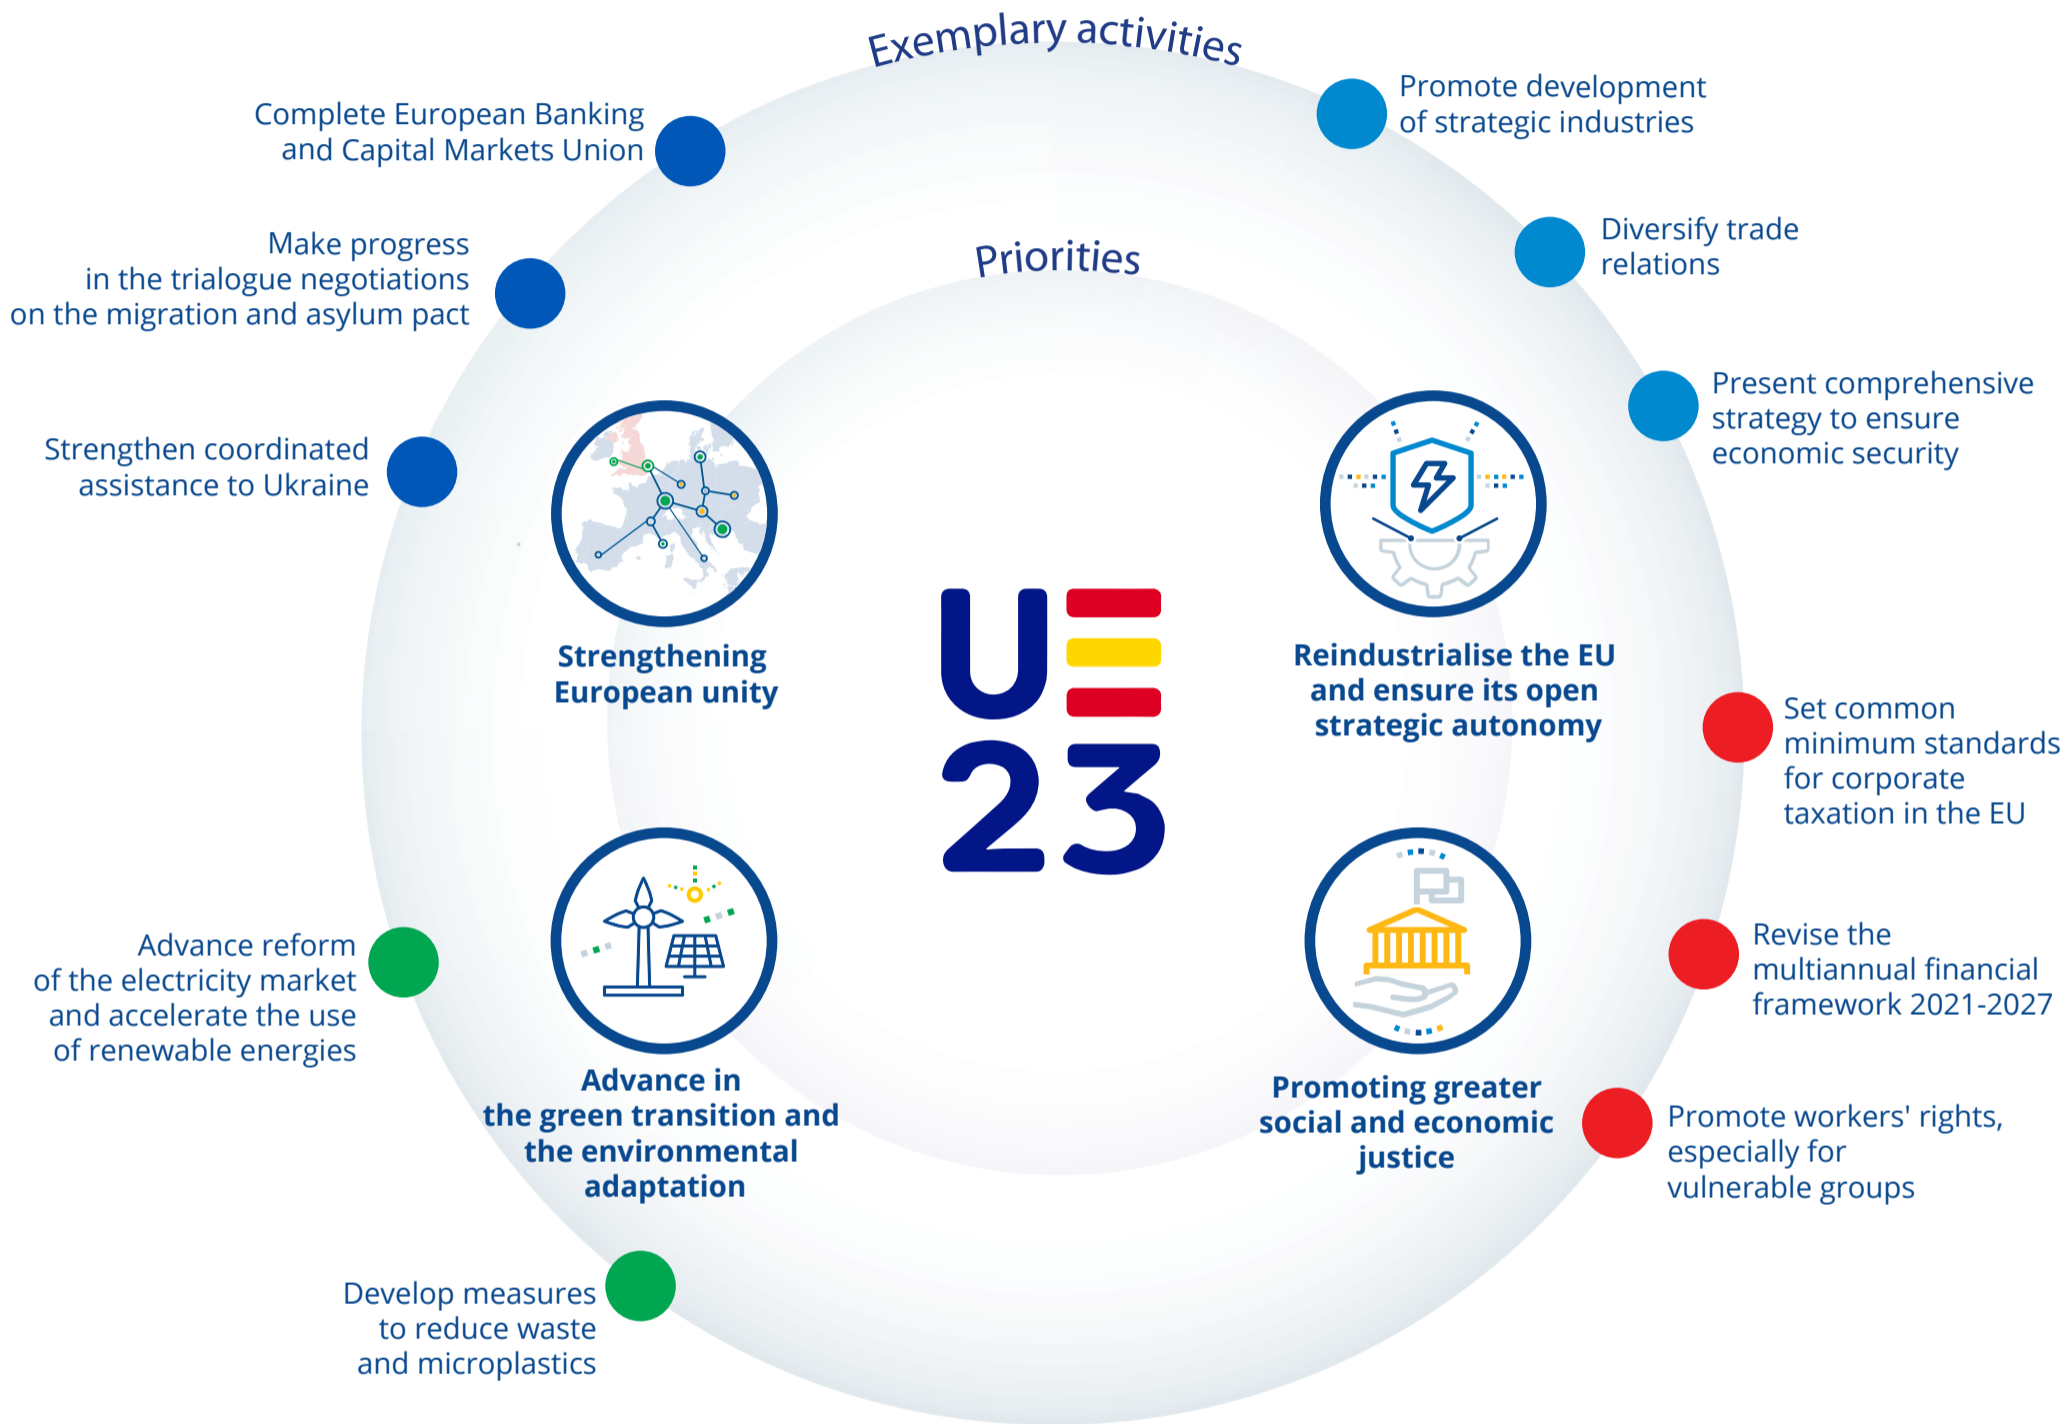 Exemplary activities
Complete European Banking
and Capital Markets Union
Make progress
in the trialogue negotiations
on the migration and asylum pact
Strengthen coordinated
assistance to Ukraine
Promote development
of strategic industries
Diversify trade
relations
Present comprehensive
strategy to ensure
economic security
Priorities
Strengthening
European unity
Reindustrialise the EU
and ensure its open
strategic autonomy
UE
23
Set common
minimum standards
for corporate
taxation in the EU
Advance reform
of the electricity market
and accelerate the use
of renewable energies
Advance in
the green transition and
the environmental
adaptation
Promoting greater
social and economic
justice
Revise the
multiannual financial
framework 2021-2027
Promote workers' rights,
especially for
vulnerable groups
Develop measures
to reduce waste
and microplastics